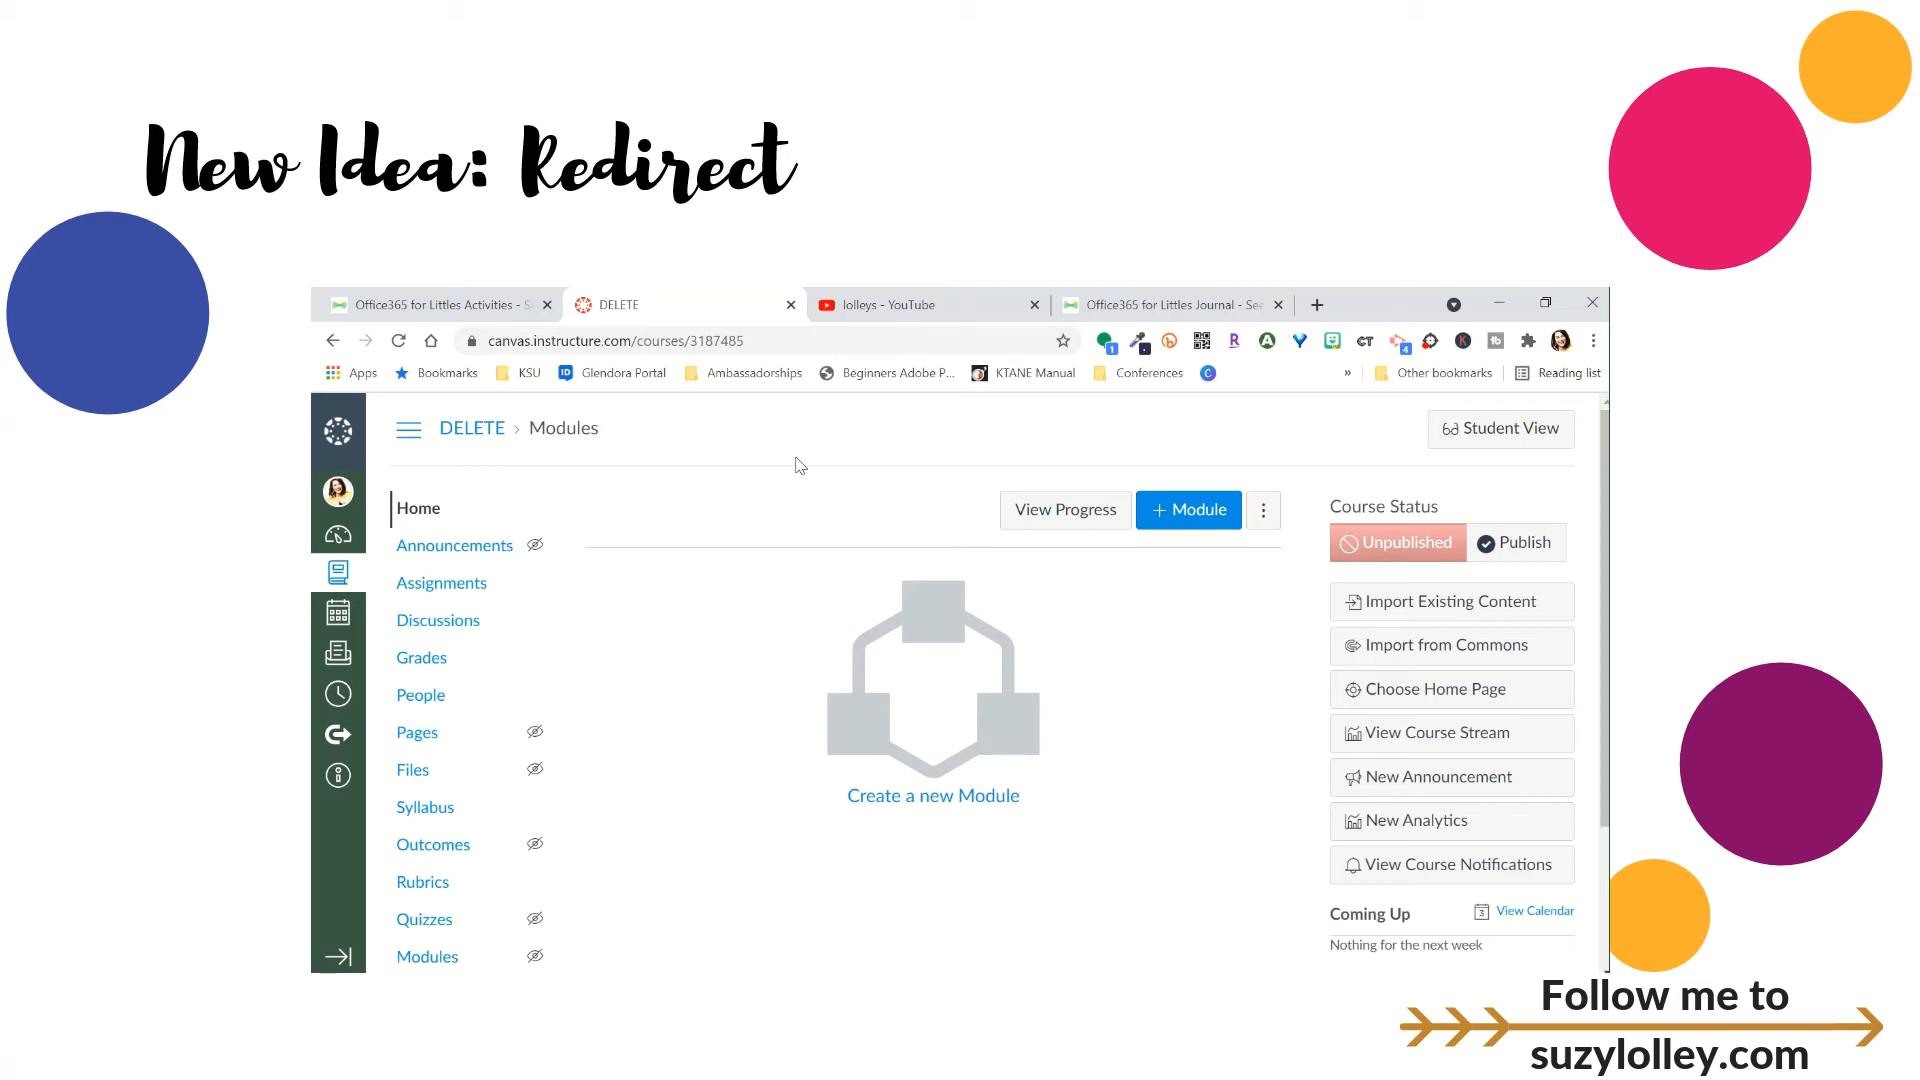 New Idea: Redirect
Office365 for Littles Activities - S
DELETE
lolleys - YouTube
Office365 for Littles Journal - See
canvas.instructure.com/courses/3187485
Apps
Bookmarks
KSU
Glendora Portal
Ambassadorships
Beginners Adobe P...
KTANE Manual
Conferences
Other bookmarks
Reading list
DELETE › Modules
Student View
Home
Announcements
Assignments
Discussions
Grades
People
Pages
Files
Syllabus
Outcomes
Rubrics
Quizzes
Modules
View Progress
+ Module
Create a new Module
Course Status
Unpublished
Publish
Import Existing Content
Import from Commons
Choose Home Page
View Course Stream
New Announcement
New Analytics
View Course Notifications
Coming Up
View Calendar
Nothing for the next week
Follow me to
suzylolley.com